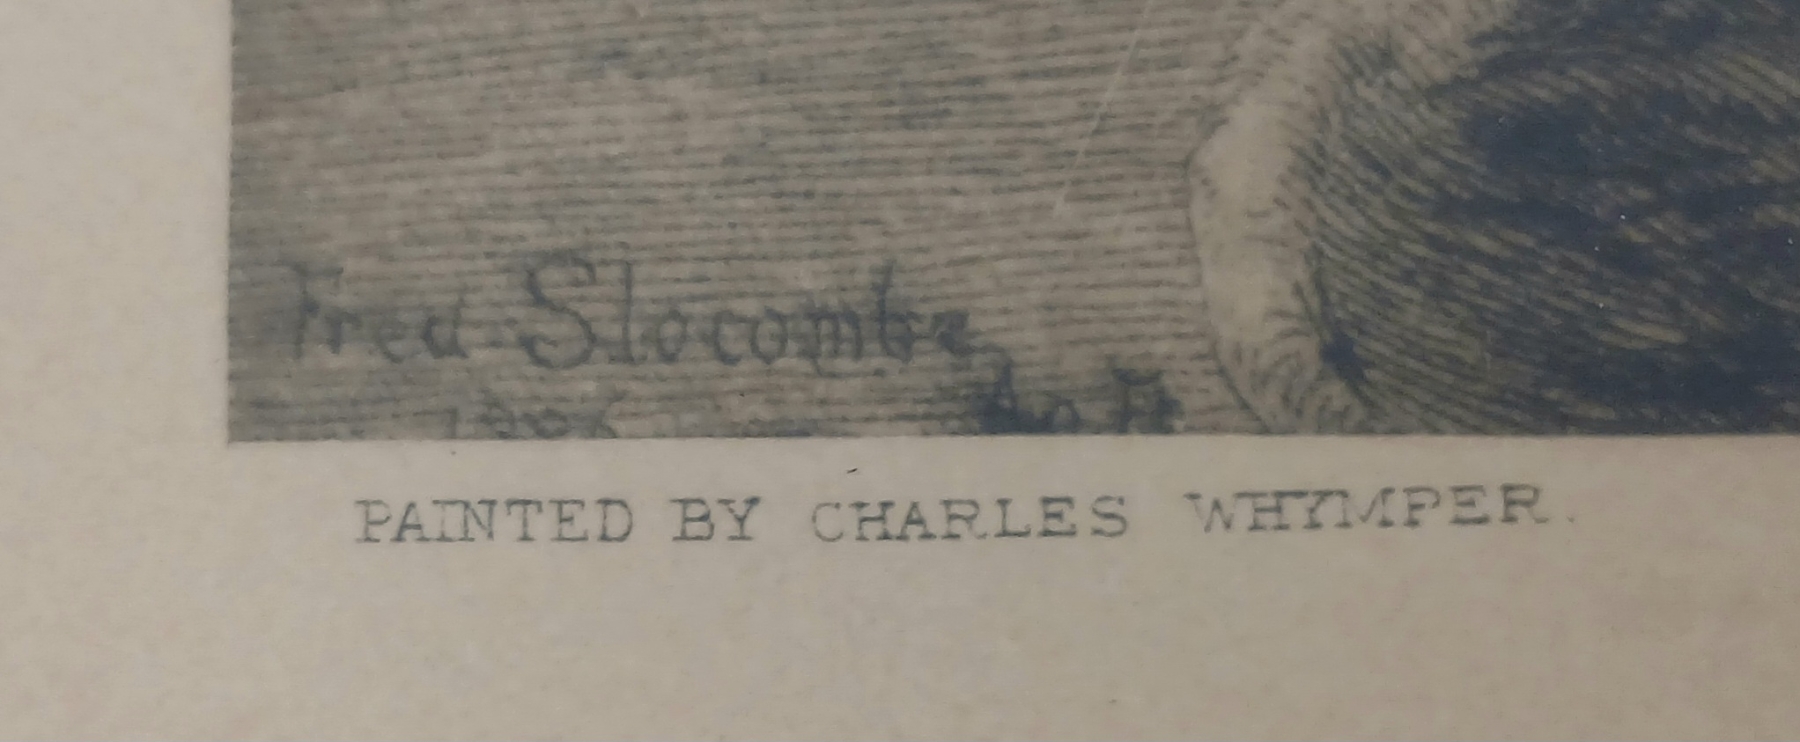 Fred Slocombe
PAINTED BY CHARLES WHYMPER.